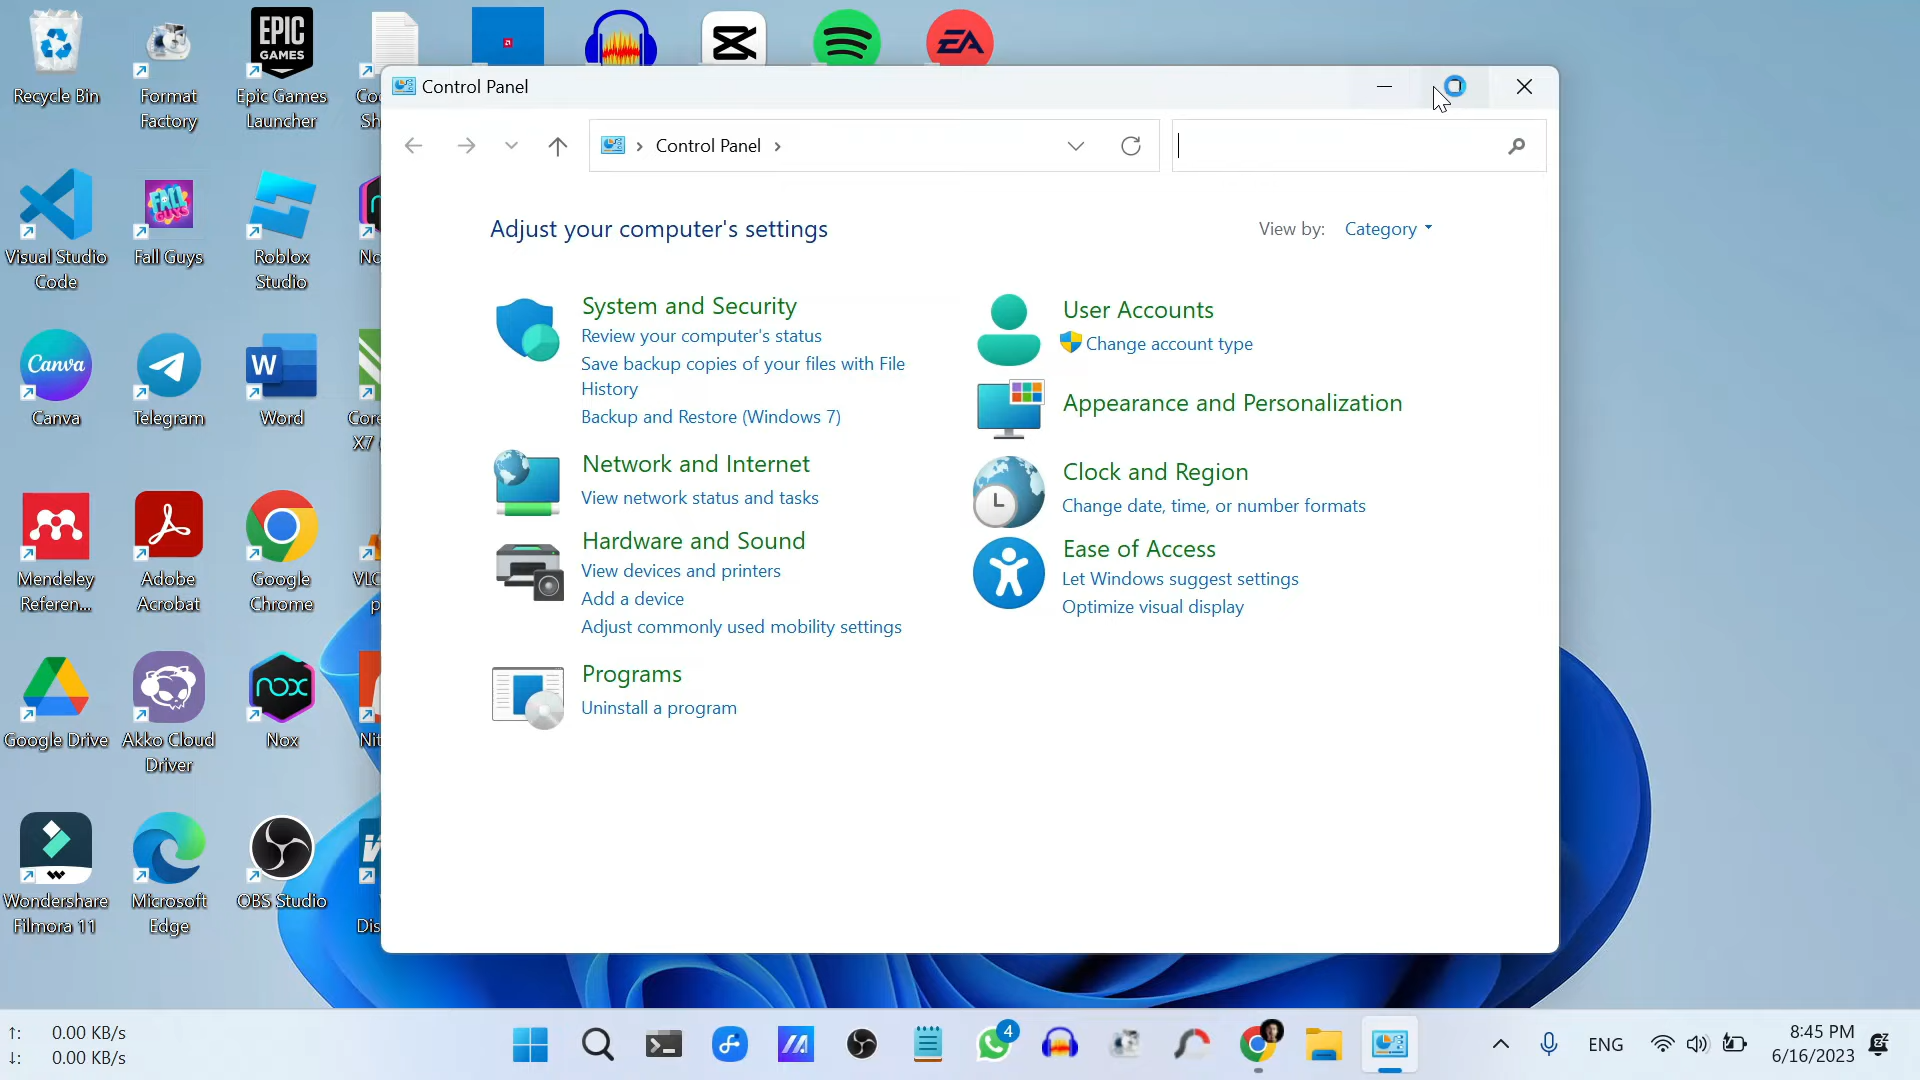 Control Panel
Control Panel
Adjust your computer's settings
View by: Category
System and Security
Review your computer's status
Save backup copies of your files with File
History
Backup and Restore (Windows 7)
Network and Internet
View network status and tasks
Hardware and Sound
View devices and printers
Add a device
Adjust commonly used mobility settings
Programs
Uninstall a program
User Accounts
Change account type
Appearance and Personalization
Clock and Region
Change date, time, or number formats
Ease of Access
Let Windows suggest settings
Optimize visual display
EPIC
GAMES
EA
Recycle Bin
Format
Factory
Epic Games
Launcher
FALL
GUYS
Visual Studio
Code
Fall Guys
Roblox
Studio
Canva
W
Canva
Telegram
Word
X7
Mendeley
Referen...
Adobe
Acrobat
Google
Chrome
nox
Google Drive
Akko Cloud
Driver
Nox
Wondershare
Filmora 11
Microsoft
Edge
OBS Studio
↑: 0.00 KB/s
↓: 0.00 KB/s
4
ENG
8:45 PM
6/16/2023